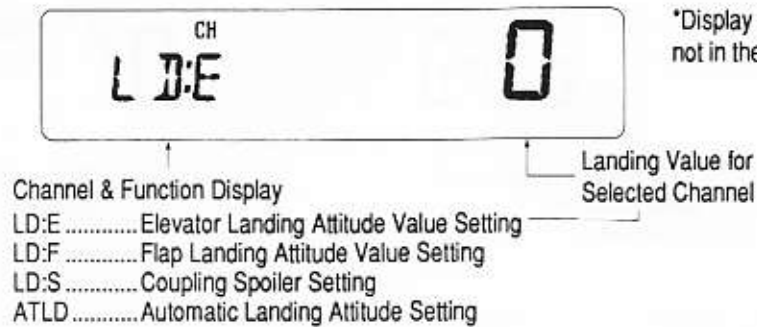 *Display
not in the
CH
LD:E 0
Landing Value for
Selected Channel
Channel & Function Display
LD:E ............Elevator Landing Attitude Value Setting
LD:F ............Flap Landing Attitude Value Setting
LD:S ............Coupling Spoiler Setting
ATLD ...........Automatic Landing Attitude Setting